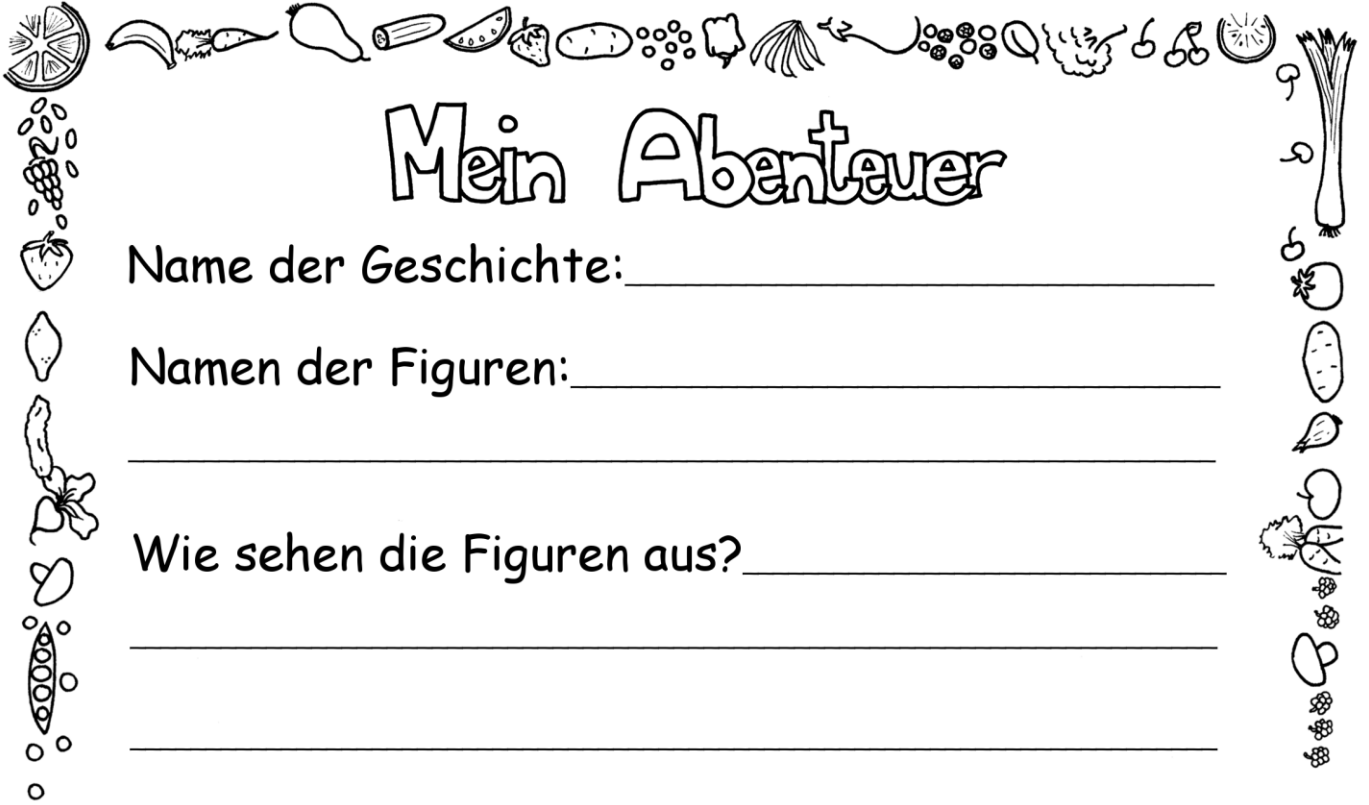 Mein Abenteuer
Name der Geschichte:
Namen der Figuren:
Wie sehen die Figuren aus?